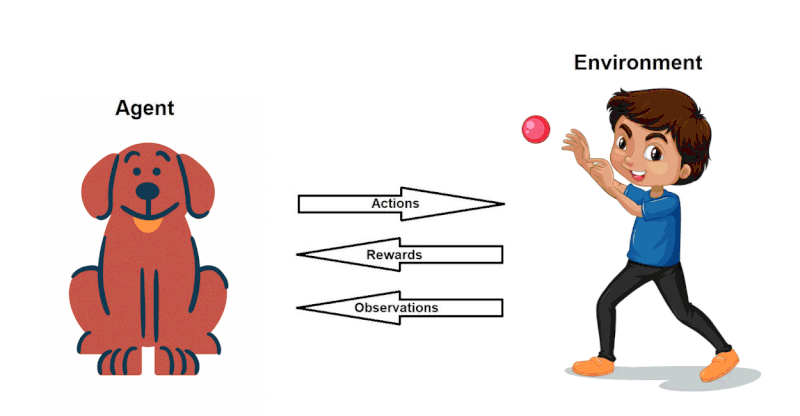 Environment
Agent
Actions
Rewards
Observations